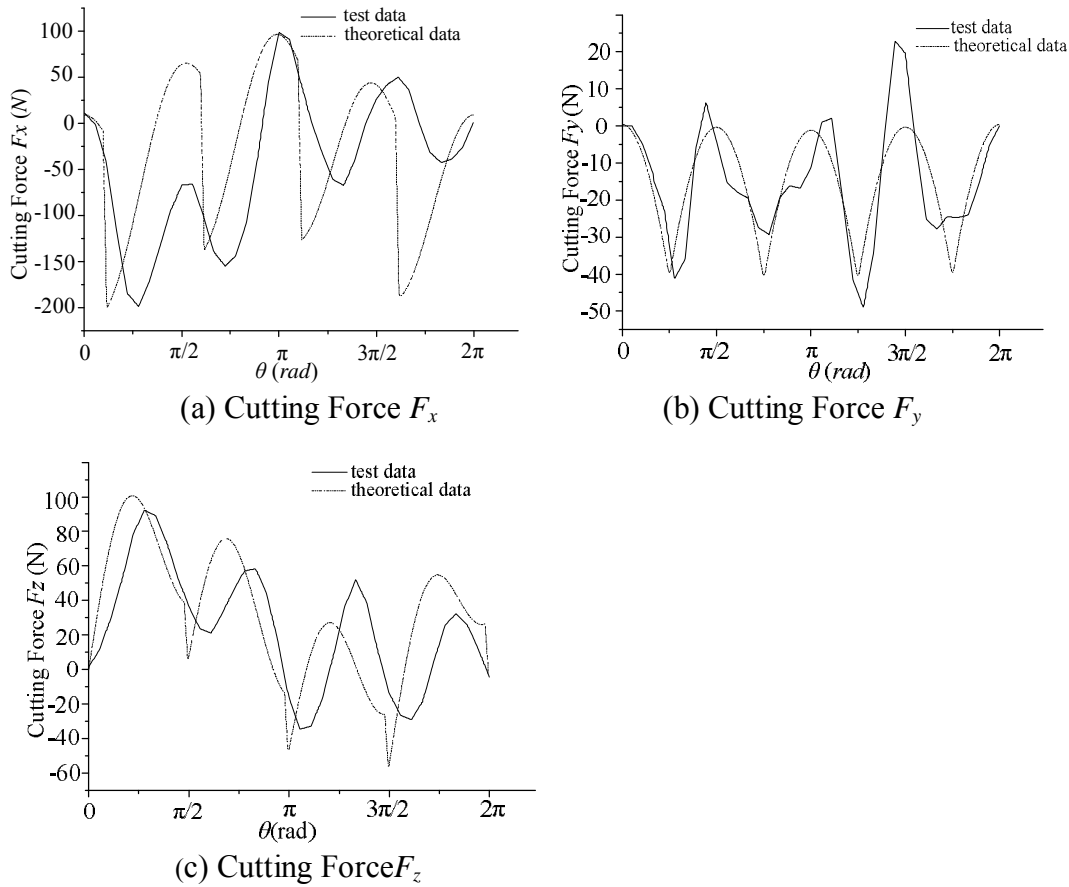 test data
theoretical data
100
50
0
-50
-100
-150
-200
Cutting Force Fx (N)
0
π/2
π
3π/2
2π
θ (rad)
(a) Cutting Force Fx
test data
theoretical data
20
10
0
-10
-20
-30
-40
-50
Cutting Force Fy (N)
0
π/2
π
3π/2
2π
θ (rad)
(b) Cutting Force Fy
test data
theoretical data
100
80
60
40
20
0
-20
-40
-60
Cutting Force Fz (N)
0
π/2
π
3π/2
2π
θ(rad)
(c) Cutting ForceFz